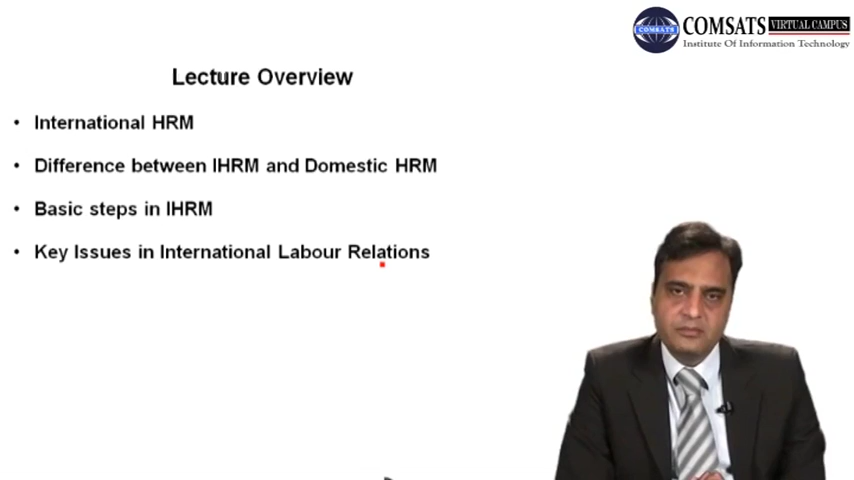 COMSATS VIRTUAL CAMPUS
COMSATS
Institute Of Information Technology
Lecture Overview
• International HRM
• Difference between IHRM and Domestic HRM
• Basic steps in IHRM
• Key Issues in International Labour Relations